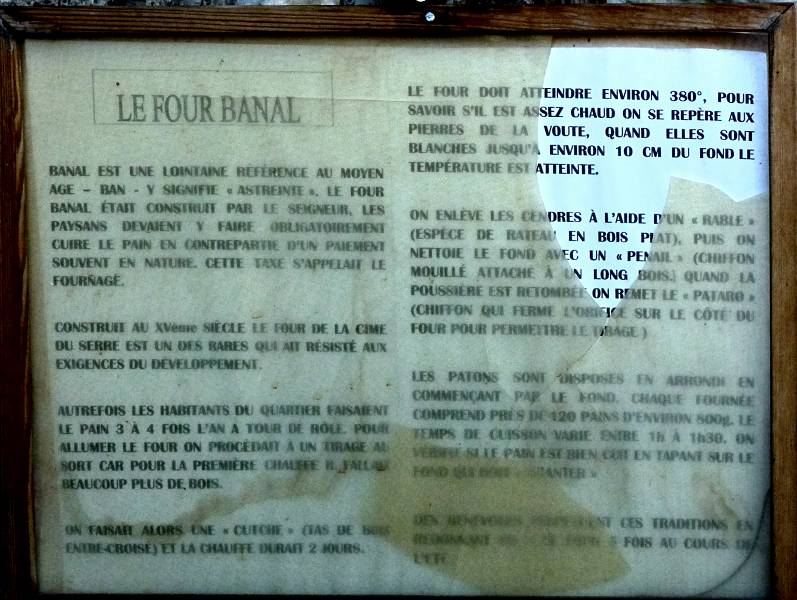 LE FOUR BANAL
BANAL EST UNE LOINTAINE RÉFÉRENCE AU MOYEN
AGE – BAN - Y SIGNIFIE « ASTREINTE ». LE FOUR
BANAL ÉTAIT CONSTRUIT PAR LE SEIGNEUR, LES
PAYSANS DEVAIENT Y FAIRE OBLIGATOIREMENT
CUIRE LE PAIN EN CONTREPARTIE D'UN PAIEMENT
SOUVENT EN NATURE. CETTE TAXE S'APPELAIT LE
FOURNAGE.
CONSTRUIT AU XVème SIÈCLE LE FOUR DE LA CIME
DU SERRE EST UN DES RARES QUI AIT RÉSISTÉ AUX
EXIGENCES DU DÉVELOPPEMENT.
AUTREFOIS LES HABITANTS DU QUARTIER FAISAIENT
LE PAIN 3 À 4 FOIS L'AN A TOUR DE RÔLE. POUR
ALLUMER LE FOUR ON PROCÉDAIT À UN TIRAGE AU
SORT CAR POUR LA PREMIÈRE CHAUFFE IL FALLAIT
BEAUCOUP PLUS DE BOIS.
ON FAISAIT ALORS UNE « CUTCHE » (TAS DE BOIS
ENTRE-CROISÉ) ET LA CHAUFFE DURAIT 2 JOURS.
LE FOUR DOIT ATTEINDRE ENVIRON 380°, POUR
SAVOIR S'IL EST ASSEZ CHAUD ON SE REPÈRE AUX
PIERRES DE LA VOUTE, QUAND ELLES SONT
BLANCHES JUSQU'A ENVIRON 10 CM DU FOND LE
TEMPÉRATURE EST ATTEINTE.
ON ENLÈVE LES CENDRES À L'AIDE D'UN « RABLE »
(ESPÈCE DE RATEAU EN BOIS PLAT), PUIS ON
NETTOIE LE FOND AVEC UN « PENAIL » (CHIFFON
MOUILLÉ ATTACHÉ À UN LONG BOIS.) QUAND LA
POUSSIÈRE EST RETOMBÉE ON REMET LE « PATARO »
(CHIFFON QUI FERME L'ORIFICE SUR LE CÔTÉ DU
FOUR POUR PERMETTRE LE TIRAGE )
LES PATONS SONT DISPOSÉS EN ARRONDI EN
COMMENÇANT PAR LE FOND. CHAQUE FOURNÉE
COMPREND PRÈS DE 120 PAINS D'ENVIRON 800g. LE
TEMPS DE CUISSON VARIE ENTRE 1h À 1h30. ON
VÉRIFIE SI LE PAIN EST BIEN CUIT EN TAPANT SUR LE
FOND QUI DOIT « CHANTER »
DES BÉNÉVOLES CES TRADITIONS EN
FOIS AU COURS DE
L'ÉTÉ